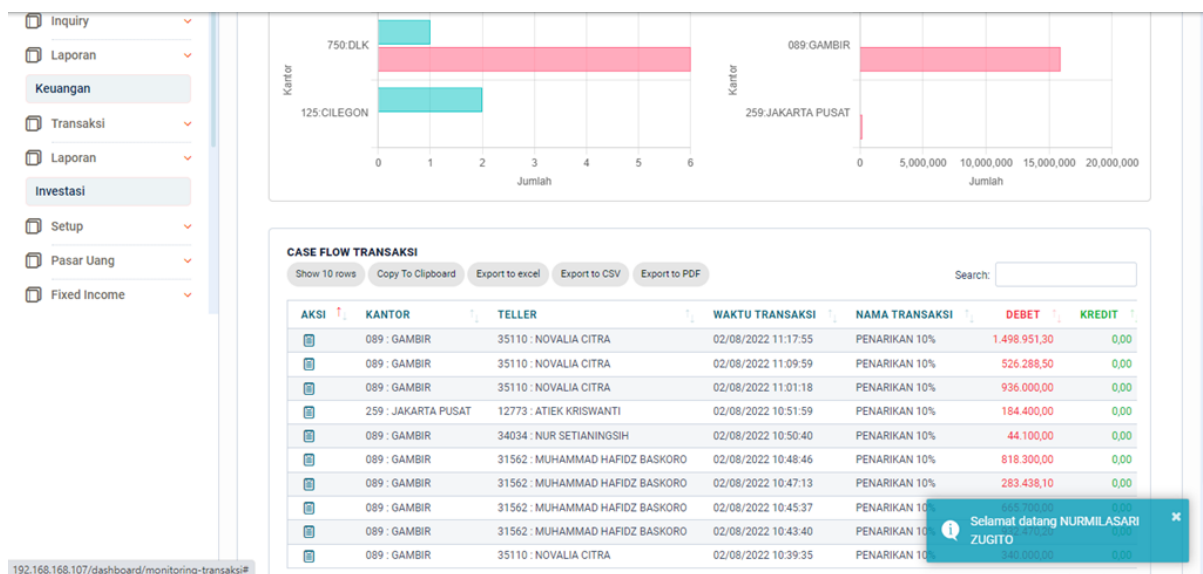 Inquiry
Laporan
Keuangan
Transaksi
Laporan
Investasi
Setup
Pasar Uang
Fixed Income
Kantor
750:DLK
125:CILEGON
0 1 2 3 4 5 6
Jumlah
Kantor
089:GAMBIR
259:JAKARTA PUSAT
0 5,000,000 10,000,000 15,000,000 20,000,000
Jumlah
CASE FLOW TRANSAKSI
Show 10 rows Copy To Clipboard Export to excel Export to CSV Export to PDF Search:
AKSI KANTOR TELLER WAKTU TRANSAKSI NAMA TRANSAKSI DEBET KREDIT
089 : GAMBIR 35110 : NOVALIA CITRA 02/08/2022 11:17:55 PENARIKAN 10% 1.498.951,30 0,00
089 : GAMBIR 35110 : NOVALIA CITRA 02/08/2022 11:09:59 PENARIKAN 10% 526.288,50 0,00
089 : GAMBIR 35110 : NOVALIA CITRA 02/08/2022 11:01:18 PENARIKAN 10% 936.000,00 0,00
259 : JAKARTA PUSAT 12773 : ATIEK KRISWANTI 02/08/2022 10:51:59 PENARIKAN 10% 184.400,00 0,00
089 : GAMBIR 34034 : NUR SETIANINGSIH 02/08/2022 10:50:40 PENARIKAN 10% 44.100,00 0,00
089 : GAMBIR 31562 : MUHAMMAD HAFIDZ BASKORO 02/08/2022 10:48:46 PENARIKAN 10% 818.300,00 0,00
089 : GAMBIR 31562 : MUHAMMAD HAFIDZ BASKORO 02/08/2022 10:47:13 PENARIKAN 10% 283.438,10 0,00
089 : GAMBIR 31562 : MUHAMMAD HAFIDZ BASKORO 02/08/2022 10:45:37 PENARIKAN 10% 665.700,00 0,00
089 : GAMBIR 31562 : MUHAMMAD HAFIDZ BASKORO 02/08/2022 10:43:40 PENARIKAN
089 : GAMBIR 35110 : NOVALIA CITRA 02/08/2022 10:39:35 PENARIKAN 340.000,00 0,00
Selamat datang NURMILASARI
ZUGITO
192.168.168.107/dashboard/monitoring-transaksi#